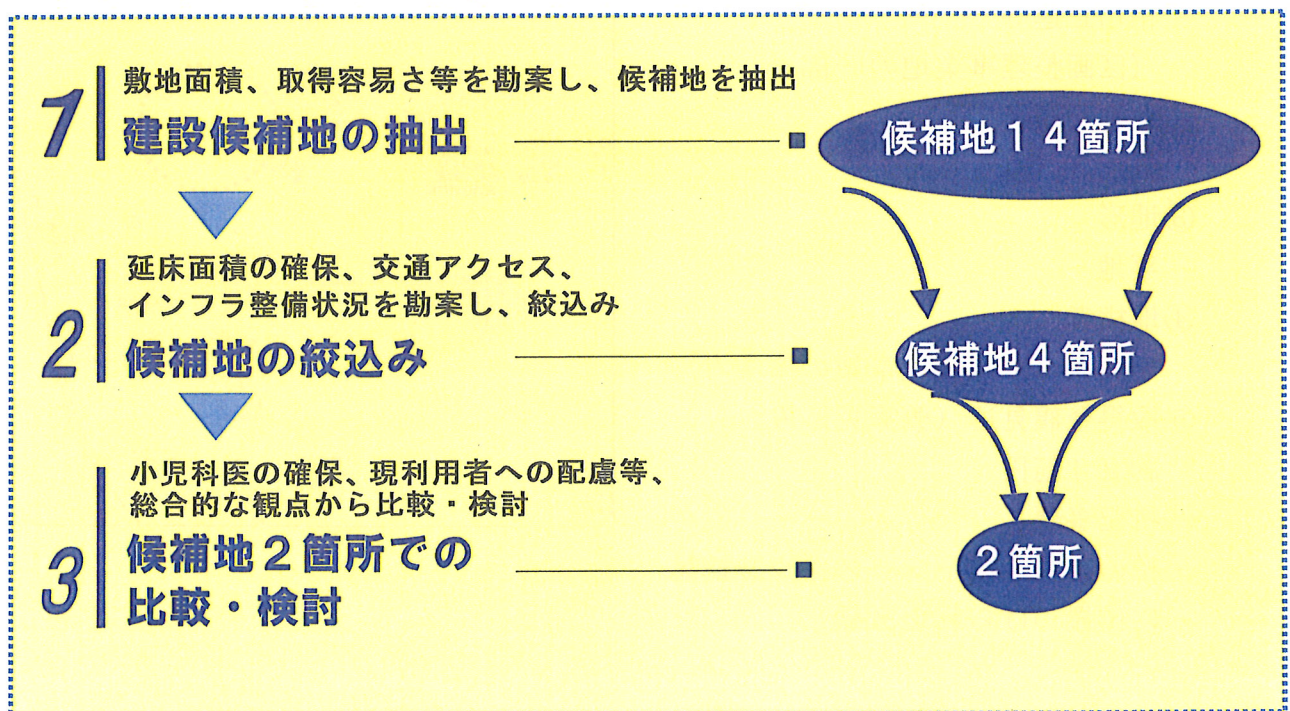 1
敷地面積、取得容易さ等を勘案し、候補地を抽出
建設候補地の抽出
候補地14箇所
2
延床面積の確保、交通アクセス、
インフラ整備状況を勘案し、絞込み
候補地の絞込み
候補地4箇所
3
小児科医の確保、現利用者への配慮等、
総合的な観点から比較・検討
候補地2箇所での
比較・検討
2箇所